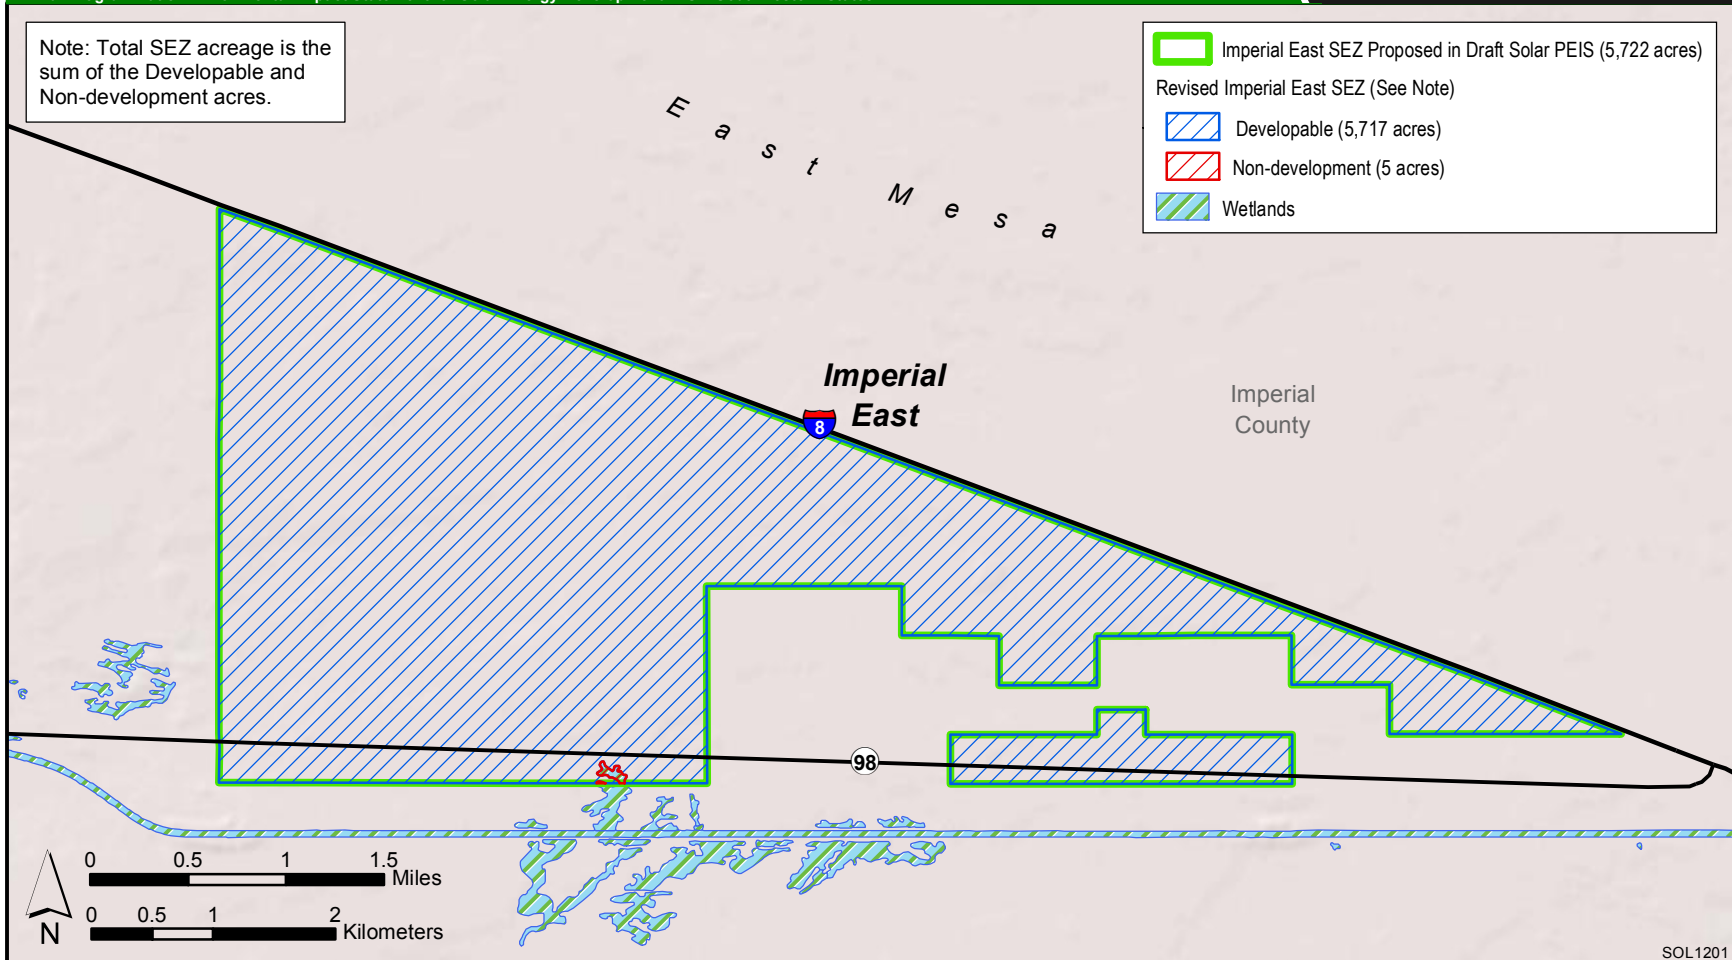 Note: Total SEZ acreage is the
sum of the Developable and
Non-development acres.
Imperial East SEZ Proposed in Draft Solar PEIS (5,722 acres)
Revised Imperial East SEZ (See Note)
Developable (5,717 acres)
Non-development (5 acres)
Wetlands
East Mesa
Imperial
East
8
Imperial
County
98
0 0.5 1 1.5
Miles
0 0.5 1 2
Kilometers
N
SOL1201